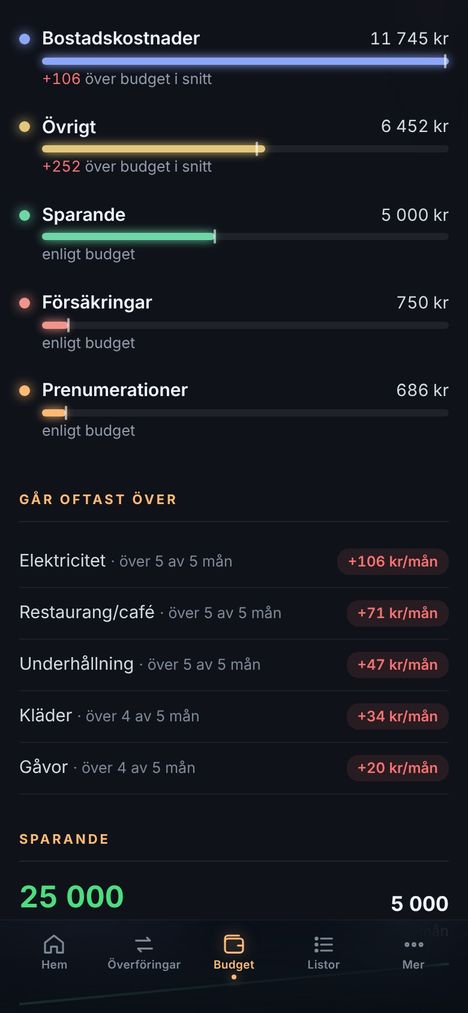 Bostadskostnader 11 745 kr
+106 över budget i snitt
Övrigt 6 452 kr
+252 över budget i snitt
Sparande 5 000 kr
enligt budget
Försäkringar 750 kr
enligt budget
Prenumerationer 686 kr
enligt budget
GÅR OFTAST ÖVER
Elektricitet · över 5 av 5 mån +106 kr/mån
Restaurang/café · över 5 av 5 mån +71 kr/mån
Underhållning · över 5 av 5 mån +47 kr/mån
Kläder · över 4 av 5 mån +34 kr/mån
Gåvor · över 4 av 5 mån +20 kr/mån
SPARANDE
25 000 5 000
mån
Hem Överföringar Budget Listor Mer